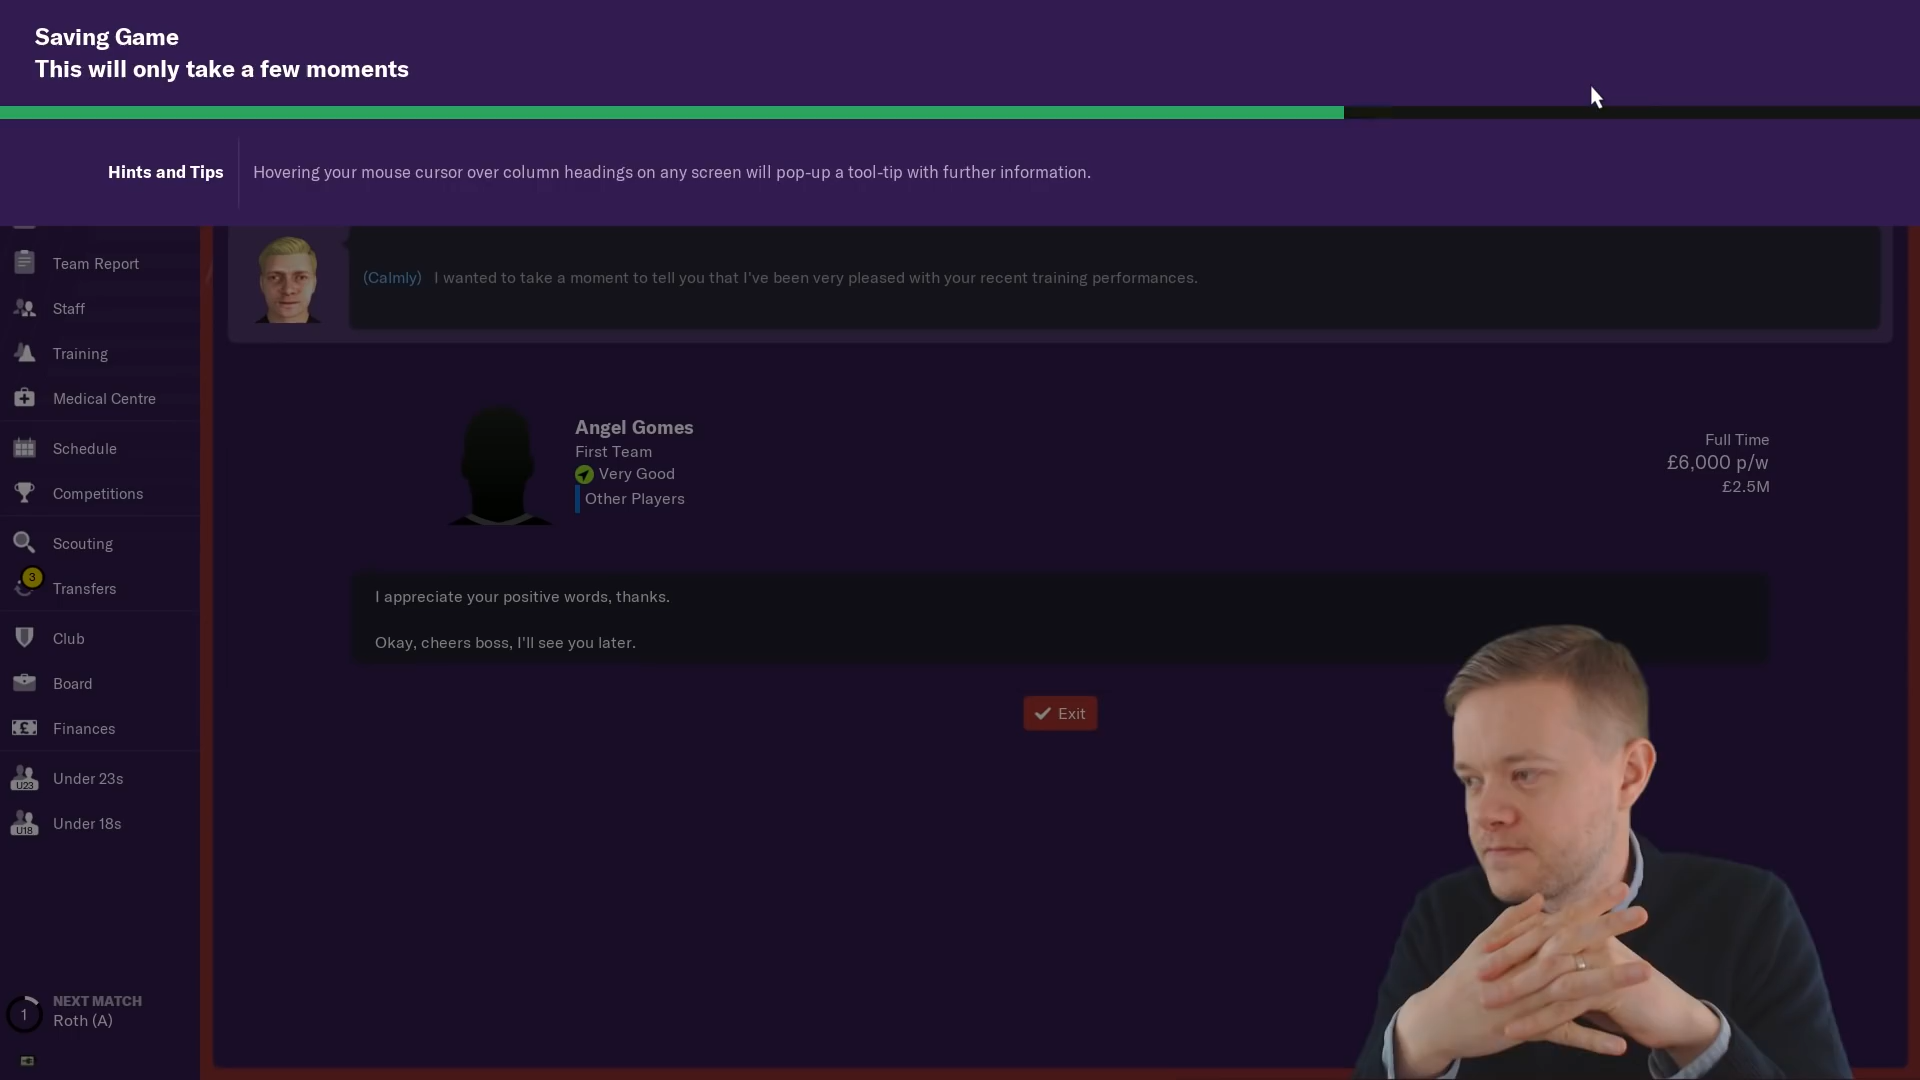 Saving Game
This will only take a few moments
Hints and Tips
Hovering your mouse cursor over column headings on any screen will pop-up a tool-tip with further information.
Team Report
Staff
Training
Medical Centre
Schedule
Competitions
Scouting
3
Transfers
Club
Board
Finances
U23
Under 23s
U18
Under 18s
1
NEXT MATCH
Roth (A)
(Calmly) I wanted to take a moment to tell you that I've been very pleased with your recent training performances.
Angel Gomes
First Team
Very Good
Other Players
Full Time
£6,000 p/w
£2.5M
I appreciate your positive words, thanks.
Okay, cheers boss, I'll see you later.
Exit